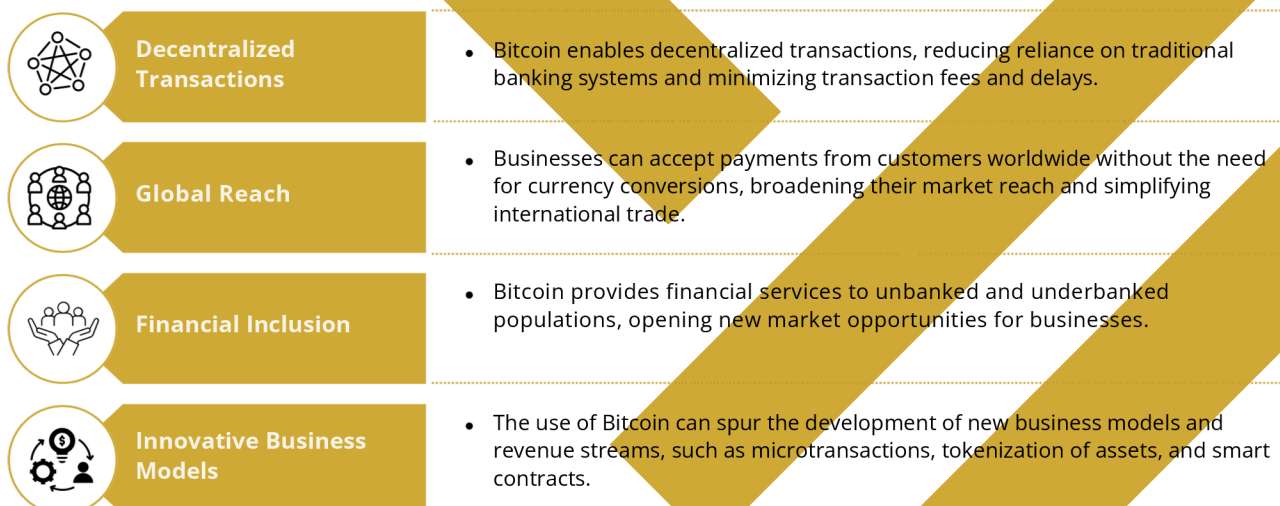 Decentralized
Transactions
• Bitcoin enables decentralized transactions, reducing reliance on traditional
banking systems and minimizing transaction fees and delays.
Global Reach
• Businesses can accept payments from customers worldwide without the need
for currency conversions, broadening their market reach and simplifying
international trade.
Financial Inclusion
• Bitcoin provides financial services to unbanked and underbanked
populations, opening new market opportunities for businesses.
Innovative Business
Models
• The use of Bitcoin can spur the development of new business models and
revenue streams, such as microtransactions, tokenization of assets, and smart
contracts.